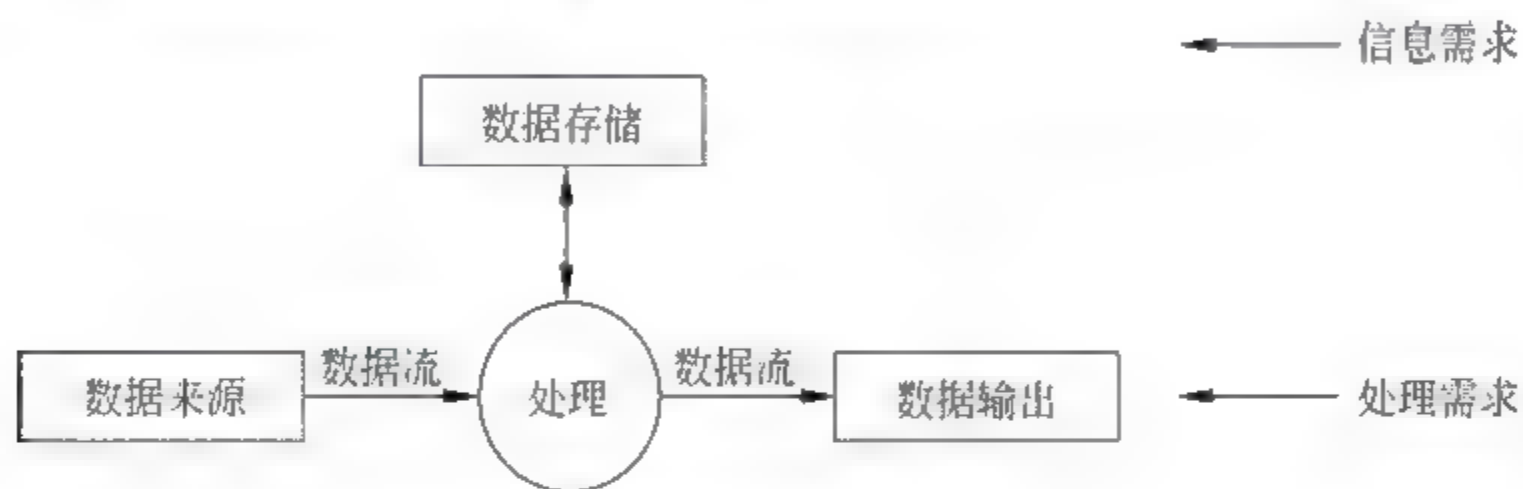 信息需求
数据存储
数据来源
数据流
处理
数据流
数据输出
处理需求